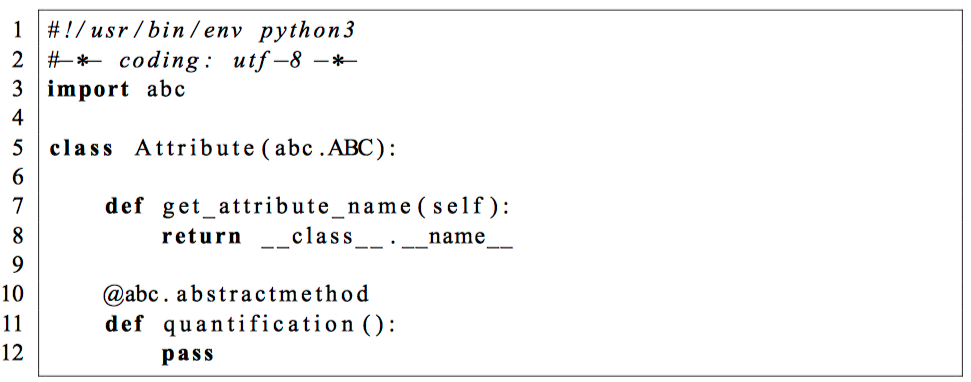 1 #!/usr/bin/env python3
2 #-*- coding: utf-8 -*-
3 import abc
4
5 class Attribute(abc.ABC):
6
7     def get_attribute_name(self):
8         return __class__.__name__
9
10     @abc.abstractmethod
11     def quantification():
12         pass